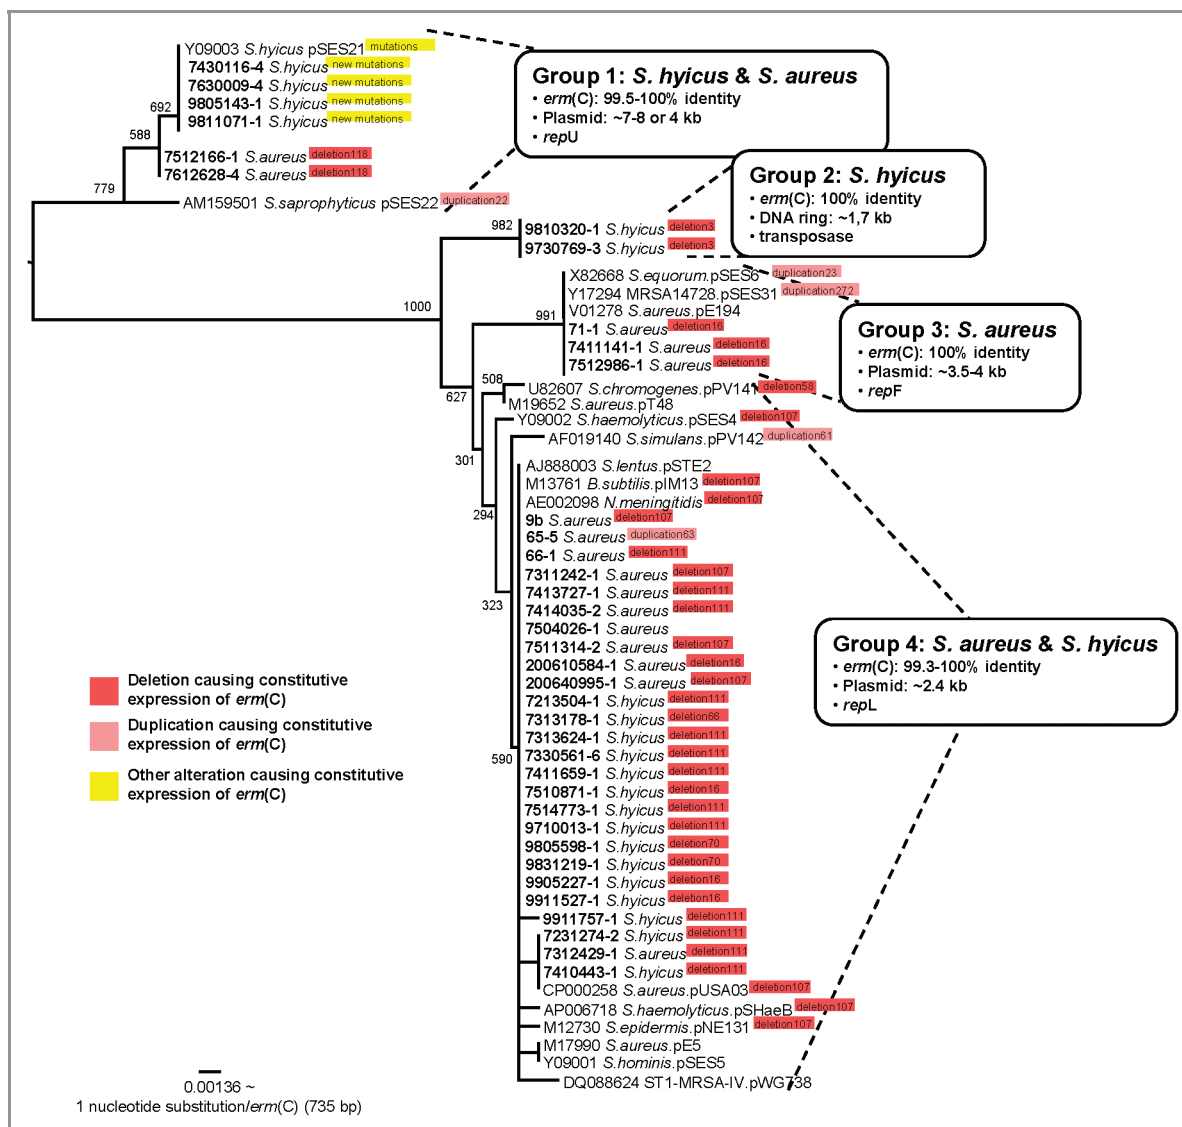 Y09003 S.hyicus pSES21 mutations
7430116-4 S.hyicus new mutations
7630009-4 S.hyicus new mutations
9805143-1 S.hyicus new mutations
9811071-1 S.hyicus new mutations
692
588
7512166-1 S.aureus deletion118
7612628-4 S.aureus deletion118
779
AM159501 S.saprophyticus pSES22 duplication22
Group 1: S. hyicus & S. aureus
• erm(C): 99.5-100% identity
• Plasmid: ~7-8 or 4 kb
• repU
Group 2: S. hyicus
• erm(C): 100% identity
• DNA ring: ~1,7 kb
• transposase
982
9810320-1 S.hyicus deletion3
9730769-3 S.hyicus deletion3
1000
X82668 S.equorum.pSES6 duplication23
Y17294 MRSA14728.pSES31 duplication272
V01278 S.aureus.pE194
991
71-1 S.aureus deletion16
7411141-1 S.aureus deletion16
7512986-1 S.aureus deletion16
Group 3: S. aureus
• erm(C): 100% identity
• Plasmid: ~3.5-4 kb
• repF
627
508
U82607 S.chromogenes.pPV141 deletion58
M19652 S.aureus.pT48
Y09002 S.haemolyticus.pSES4 deletion107
AF019140 S.simulans.pPV142 duplication61
301
AJ888003 S.lentus.pSTE2
M13761 B.subtilis.pIM13 deletion107
AE002098 N.meningitidis deletion107
294
9b S.aureus deletion107
65-5 S.aureus duplication63
66-1 S.aureus deletion111
7311242-1 S.aureus deletion107
7413727-1 S.aureus deletion111
323
7414035-2 S.aureus deletion111
7504026-1 S.aureus
7511314-2 S.aureus deletion107
200610584-1 S.aureus deletion16
200640995-1 S.aureus deletion107
7213504-1 S.hyicus deletion111
7313178-1 S.hyicus deletion66
7313624-1 S.hyicus deletion111
7330561-6 S.hyicus deletion111
590
7411659-1 S.hyicus deletion111
7510871-1 S.hyicus deletion16
7514773-1 S.hyicus deletion111
9710013-1 S.hyicus deletion111
9805598-1 S.hyicus deletion70
9831219-1 S.hyicus deletion70
9905227-1 S.hyicus deletion16
9911527-1 S.hyicus deletion16
9911757-1 S.hyicus deletion111
7231274-2 S.hyicus deletion111
7312429-1 S.aureus deletion111
7410443-1 S.hyicus deletion111
CP000258 S.aureus.pUSA03 deletion107
AP006718 S.haemolyticus.pSHaeB deletion107
M12730 S.epidermis.pNE131 deletion107
M17990 S.aureus.pE5
Y09001 S.hominis.pSES5
DQ088624 ST1-MRSA-IV.pWG738
Group 4: S. aureus & S. hyicus
• erm(C): 99.3-100% identity
• Plasmid: ~2.4 kb
• repL
Deletion causing constitutive
expression of erm(C)
Duplication causing constitutive
expression of erm(C)
Other alteration causing constitutive
expression of erm(C)
0.00136 ~
1 nucleotide substitution/erm(C) (735 bp)